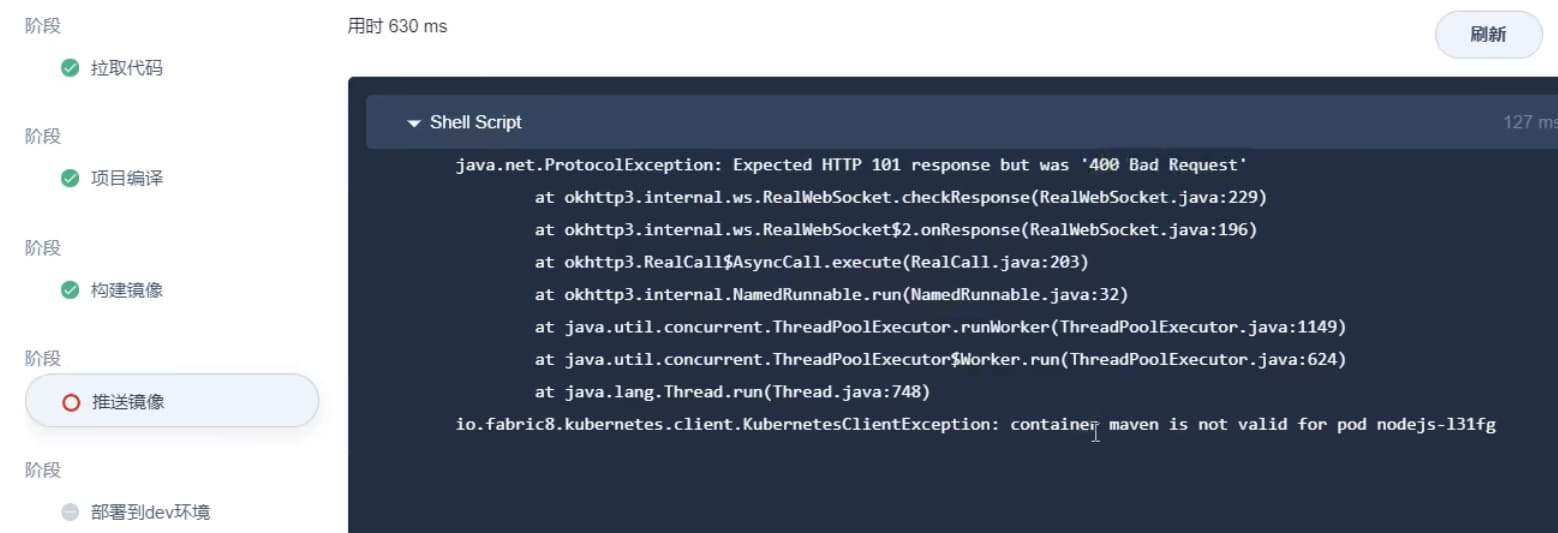 阶段
拉取代码
阶段
项目编译
阶段
构建镜像
阶段
推送镜像
阶段
部署到dev环境
用时 630 ms
刷新
Shell Script
127 ms
java.net.ProtocolException: Expected HTTP 101 response but was '400 Bad Request'
at okhttp3.internal.ws.RealWebSocket.checkResponse(RealWebSocket.java:229)
at okhttp3.internal.ws.RealWebSocket$2.onResponse(RealWebSocket.java:196)
at okhttp3.RealCall$AsyncCall.execute(RealCall.java:203)
at okhttp3.internal.NamedRunnable.run(NamedRunnable.java:32)
at java.util.concurrent.ThreadPoolExecutor.runWorker(ThreadPoolExecutor.java:1149)
at java.util.concurrent.ThreadPoolExecutor$Worker.run(ThreadPoolExecutor.java:624)
at java.lang.Thread.run(Thread.java:748)
io.fabric8.kubernetes.client.KubernetesClientException: container maven is not valid for pod nodejs-l31fg